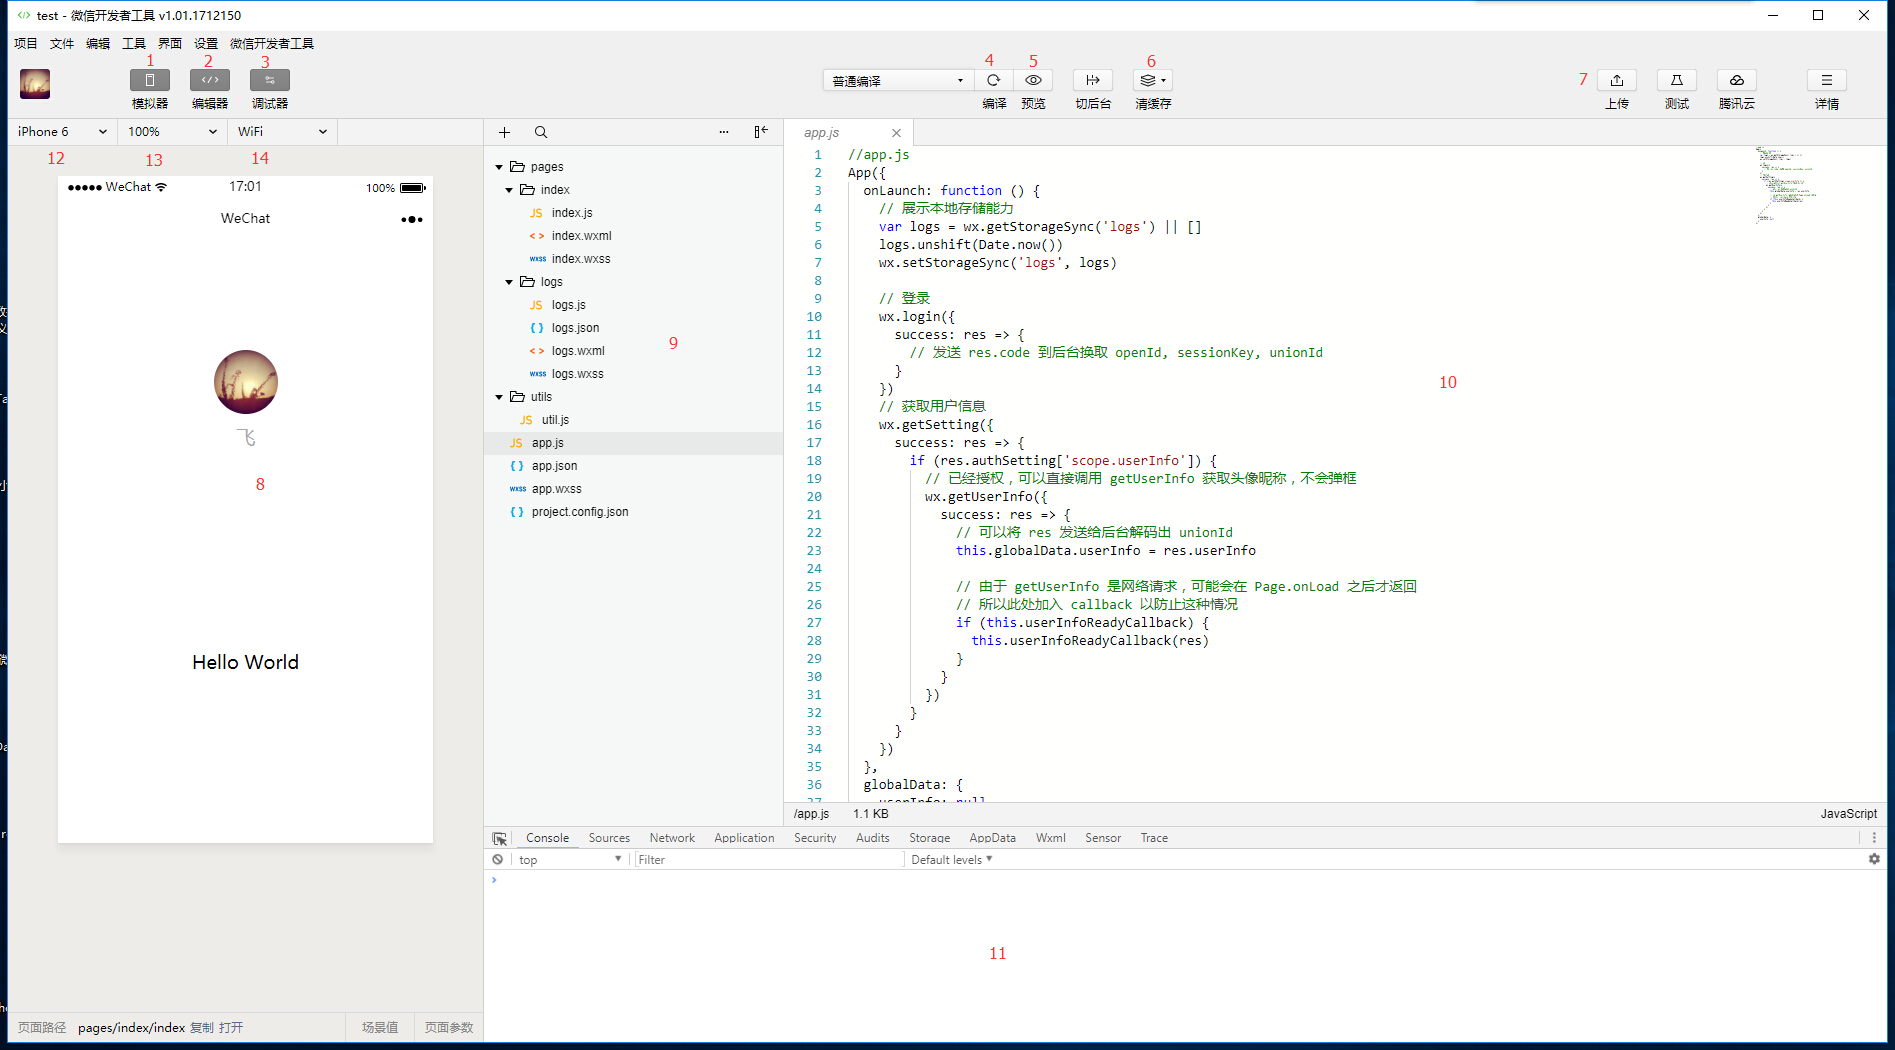 test - 微信开发者工具 v1.01.1712150
项目 文件 编辑 工具 界面 设置 微信开发者工具
1 2 3 4 5 6
7
普通编译
模拟器 编辑器 调试器 编译 预览 切后台 清缓存 上传 测试 腾讯云 详情
iPhone 6 100% WiFi
12 13 14
WeChat 17:01 100%
WeChat
飞
8
Hello World
页面路径 pages/index/index 复制 打开 场景值 页面参数
pages
index
JS index.js
< > index.wxml
wxss index.wxss
logs
JS logs.js
{ } logs.json
< > logs.wxml
wxss logs.wxss
9
utils
JS util.js
JS app.js
{ } app.json
wxss app.wxss
{ } project.config.json
app.js
1 //app.js
2 App({
3 onLaunch: function () {
4 // 展示本地存储能力
5 var logs = wx.getStorageSync('logs') || []
6 logs.unshift(Date.now())
7 wx.setStorageSync('logs', logs)
8
9 // 登录
10 wx.login({
11 success: res => {
12 // 发送 res.code 到后台换取 openId, sessionKey, unionId
13 }
14 })
15 // 获取用户信息
16 wx.getSetting({
17 success: res => {
18 if (res.authSetting['scope.userInfo']) {
19 // 已经授权，可以直接调用 getUserInfo 获取头像昵称，不会弹框
20 wx.getUserInfo({
21 success: res => {
22 // 可以将 res 发送给后台解码出 unionId
23 this.globalData.userInfo = res.userInfo
24
25 // 由于 getUserInfo 是网络请求，可能会在 Page.onLoad 之后才返回
26 // 所以此处加入 callback 以防止这种情况
27 if (this.userInfoReadyCallback) {
28 this.userInfoReadyCallback(res)
29 }
30 }
31 })
32 }
33 }
34 })
35 },
36 globalData: {
37 userInfo: null
10
/app.js 1.1 KB JavaScript
Console Sources Network Application Security Audits Storage AppData Wxml Sensor Trace
top Filter Default levels
11